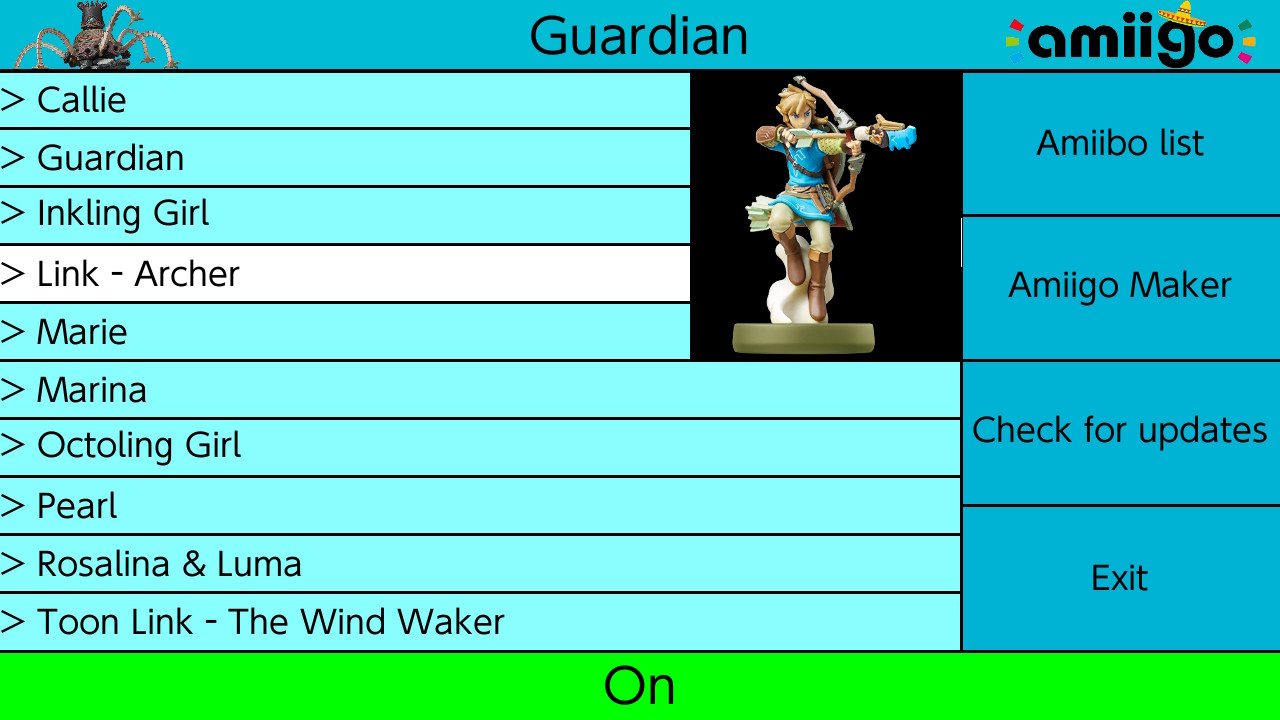 Guardian
amiigo
> Callie
> Guardian
> Inkling Girl
> Link - Archer
> Marie
> Marina
> Octoling Girl
> Pearl
> Rosalina & Luma
> Toon Link - The Wind Waker
Amiibo list
Amiigo Maker
Check for updates
Exit
On